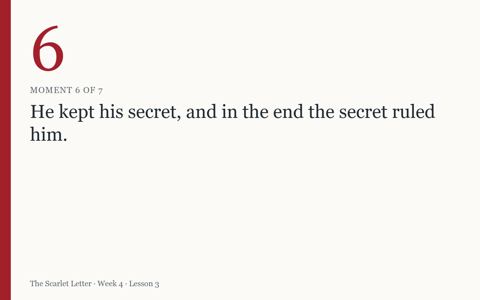 6
MOMENT 6 OF 7
He kept his secret, and in the end the secret ruled
him.
The Scarlet Letter · Week 4 · Lesson 3